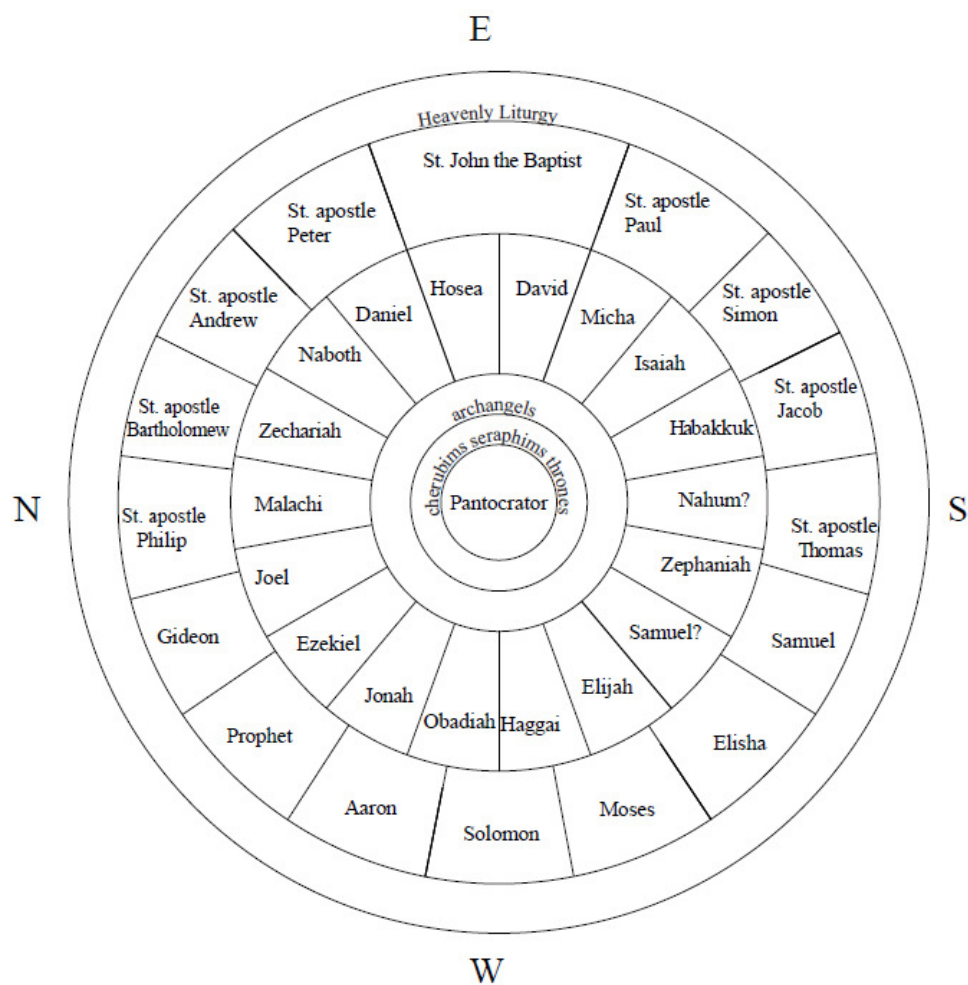 E
Heavenly Liturgy
St. John the Baptist
St. apostle
Peter
St. apostle
Paul
St. apostle
Andrew
St. apostle
Simon
Hosea
David
Daniel
Micha
Naboth
Isaiah
St. apostle
Bartholomew
St. apostle
Jacob
Zechariah
Habakkuk
archangels
cherubims seraphims thrones
Pantocrator
N
S
St. apostle
Philip
Malachi
Nahum?
St. apostle
Thomas
Joel
Zephaniah
Gideon
Ezekiel
Samuel?
Samuel
Jonah
Elijah
Obadiah
Haggai
Prophet
Elisha
Aaron
Solomon
Moses
W